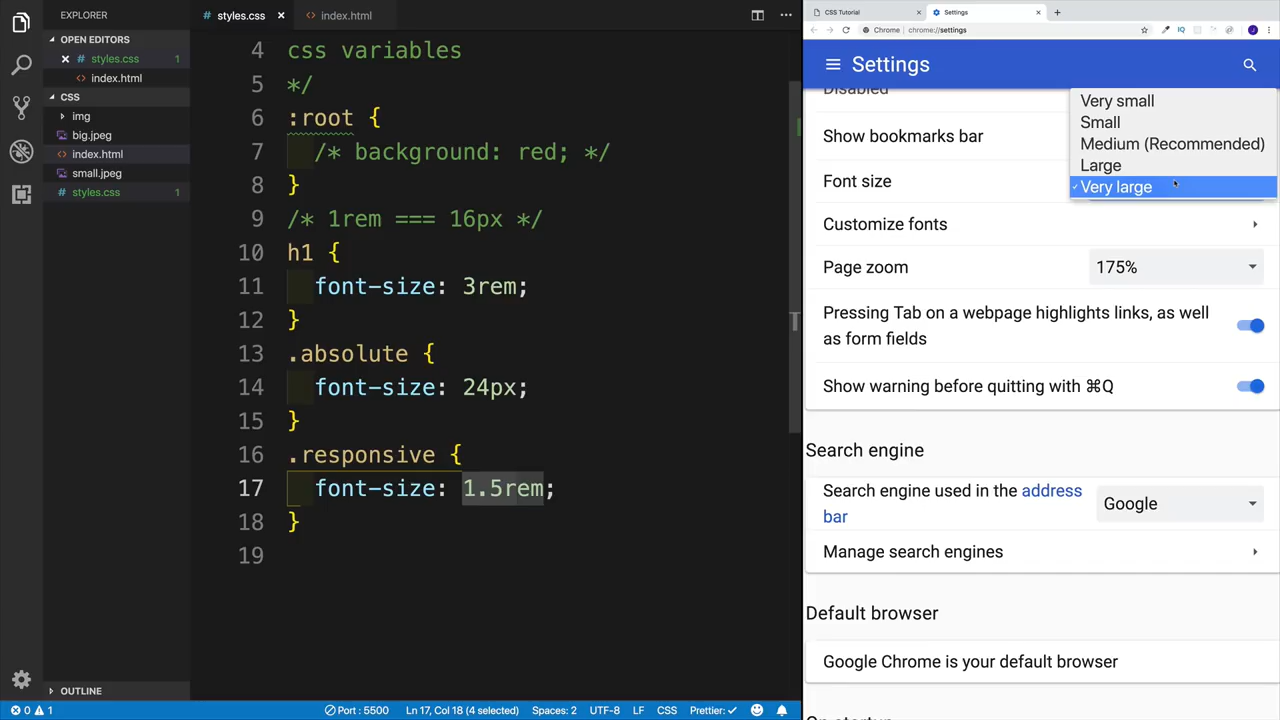 EXPLORER
OPEN EDITORS
styles.css 1
index.html
CSS
img
big.jpeg
index.html
small.jpeg
styles.css 1
OUTLINE
# styles.css
index.html
4 css variables
5 */
6 :root {
7 /* background: red; */
8 }
9 /* 1rem === 16px */
10 h1 {
11 font-size: 3rem;
12 }
13 .absolute {
14 font-size: 24px;
15 }
16 .responsive {
17 font-size: 1.5rem;
18 }
19
0 1 Port : 5500 Ln 17, Col 18 (4 selected) Spaces: 2 UTF-8 LF CSS Prettier: ✓
CSS Tutorial
Settings
Chrome | chrome://settings
Settings
Disabled
Show bookmarks bar
Font size
Very small
Small
Medium (Recommended)
Large
✓ Very large
Customize fonts
Page zoom 175%
Pressing Tab on a webpage highlights links, as well
as form fields
Show warning before quitting with ⌘Q
Search engine
Search engine used in the address
bar
Google
Manage search engines
Default browser
Google Chrome is your default browser
On startup